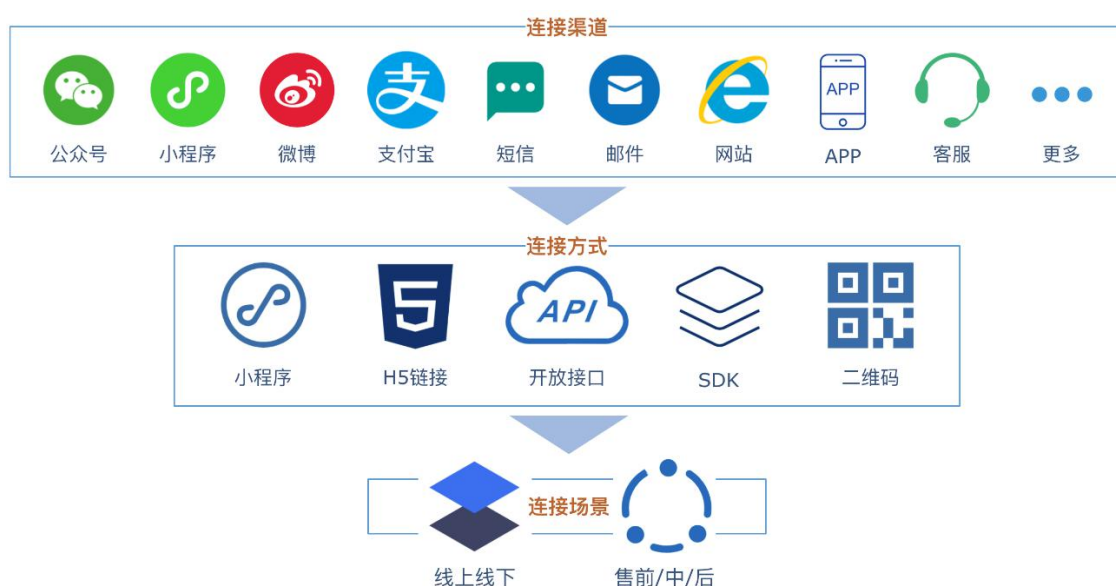 连接渠道
支
APP
公众号 小程序 微博 支付宝 短信 邮件 网站 APP 客服 更多
连接方式
API
小程序 H5链接 开放接口 SDK 二维码
连接场景
线上线下 售前/中/后